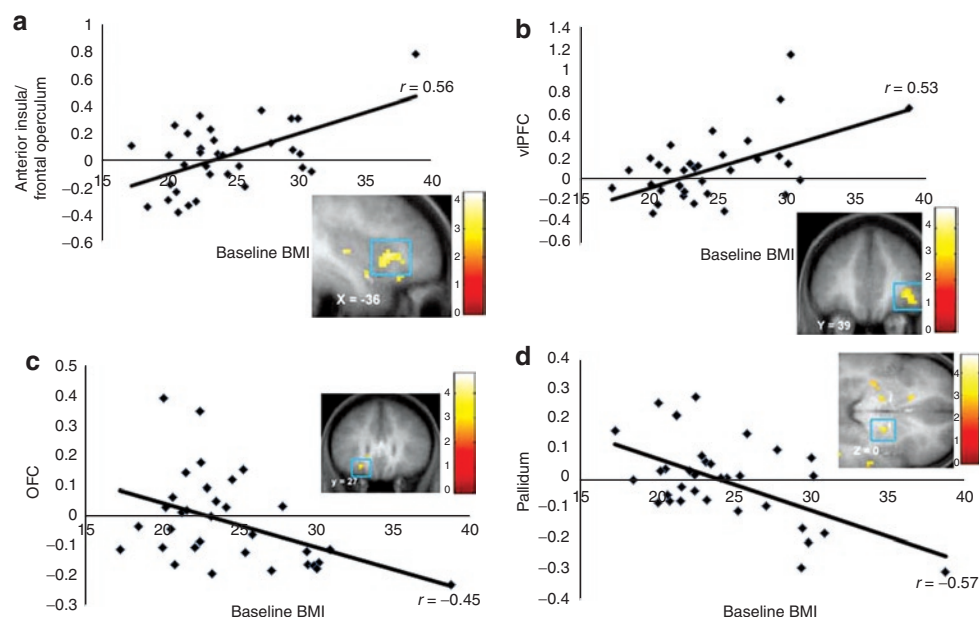 a
1
0.8
0.6
0.4
0.2
0
−0.2
−0.4
−0.6
Anterior insula/
frontal operculum
15 20 25 30 35 40
r = 0.56
Baseline BMI
X = -36
4
3
2
1
0
b
1.4
1.2
1
0.8
0.6
0.4
0.2
0
−0.2
−0.4
−0.6
vlPFC
15 20 25 30 35 40
r = 0.53
Baseline BMI
Y = 39
4
3
2
1
0
c
0.5
0.4
0.3
0.2
0.1
0
−0.1
−0.2
−0.3
OFC
15 20 25 30 35 40
r = −0.45
Baseline BMI
y = 27
4
3
2
1
0
d
0.4
0.3
0.2
0.1
0
−0.1
−0.2
−0.3
−0.4
Pallidum
15 20 25 30 35 40
r = −0.57
Baseline BMI
Z = 0
4
3
2
1
0